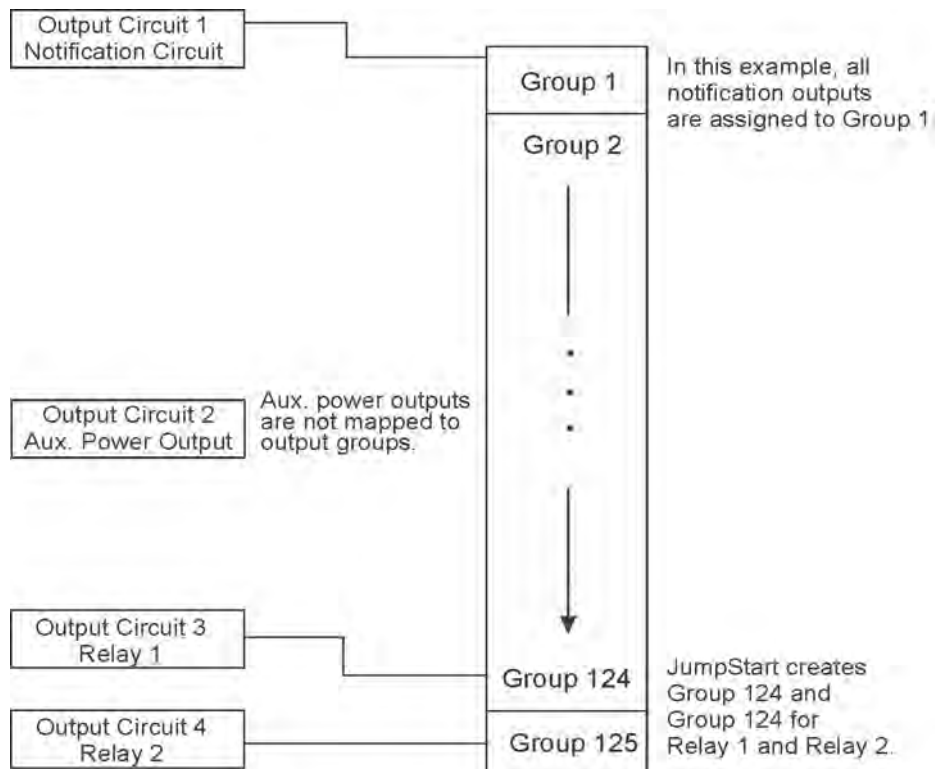 Output Circuit 1
Notification Circuit
Group 1
In this example, all
notification outputs
are assigned to Group 1
Group 2
Output Circuit 2
Aux. Power Output
Aux. power outputs
are not mapped to
output groups.
Output Circuit 3
Relay 1
Group 124
JumpStart creates
Group 124 and
Group 124 for
Relay 1 and Relay 2.
Output Circuit 4
Relay 2
Group 125